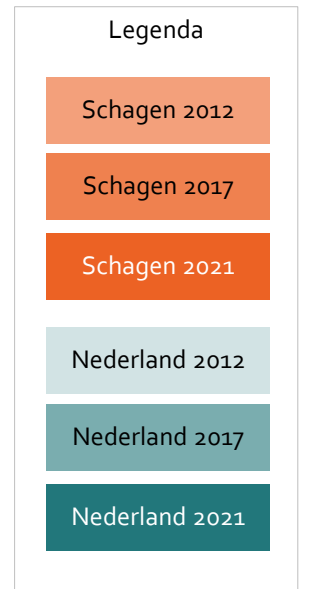 Legenda
Schagen 2012
Schagen 2017
Schagen 2021
Nederland 2012
Nederland 2017
Nederland 2021